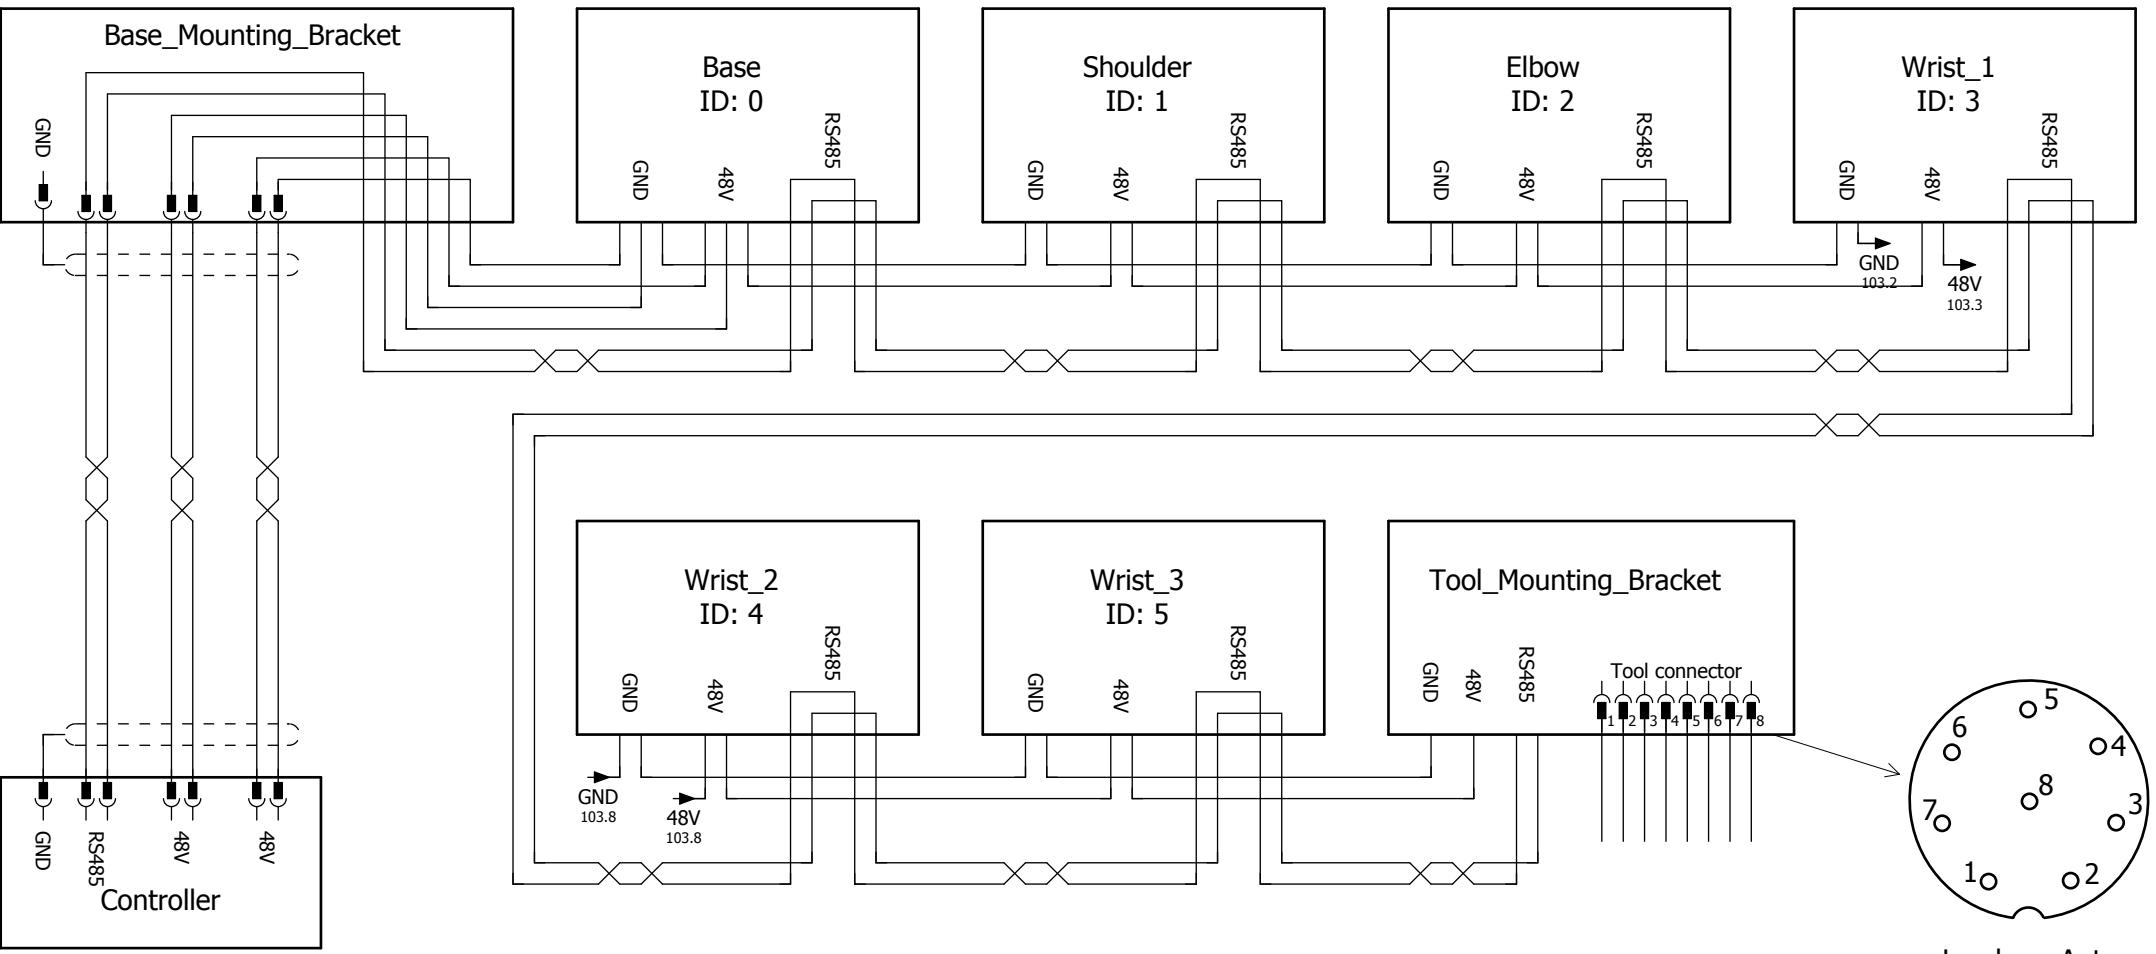 Base_Mounting_Bracket
GND
Base
ID: 0
GND
48V
RS485
Shoulder
ID: 1
GND
48V
RS485
Elbow
ID: 2
GND
48V
RS485
Wrist_1
ID: 3
GND
48V
RS485
GND
103.2
48V
103.3
Wrist_2
ID: 4
GND
48V
RS485
GND
103.8
48V
103.8
Wrist_3
ID: 5
GND
48V
RS485
Tool_Mounting_Bracket
GND
48V
RS485
Tool connector
1 2 3 4 5 6 7 8
5
6
4
8
7
3
1
2
GND
RS485
48V
48V
Controller